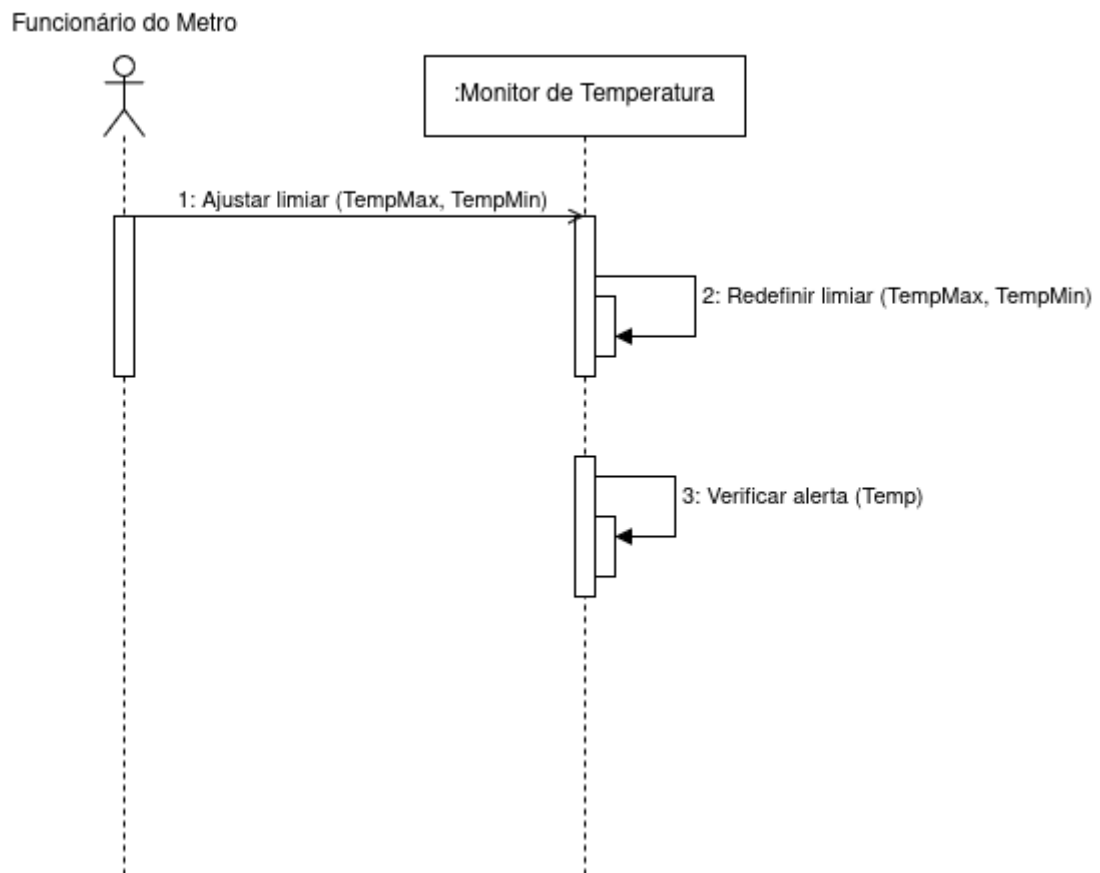 Funcionário do Metro
:Monitor de Temperatura
1: Ajustar limiar (TempMax, TempMin)
2: Redefinir limiar (TempMax, TempMin)
3: Verificar alerta (Temp)